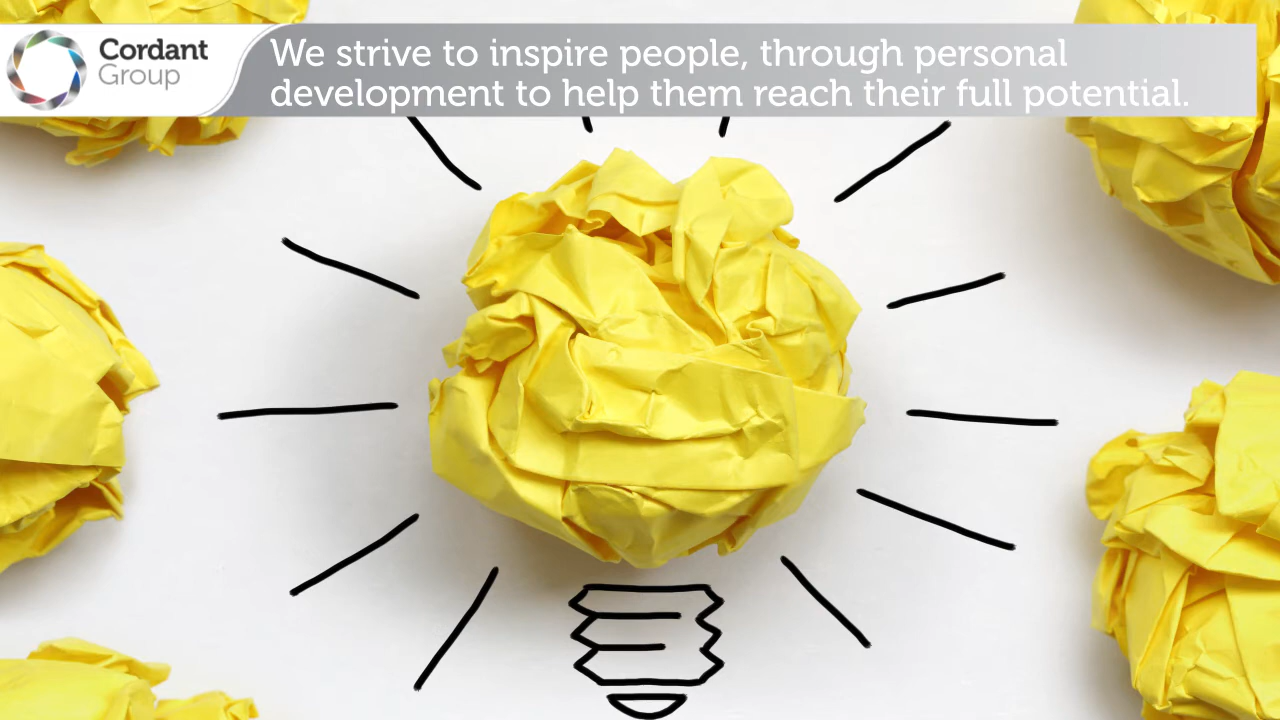 Cordant
Group
We strive to inspire people, through personal
development to help them reach their full potential.